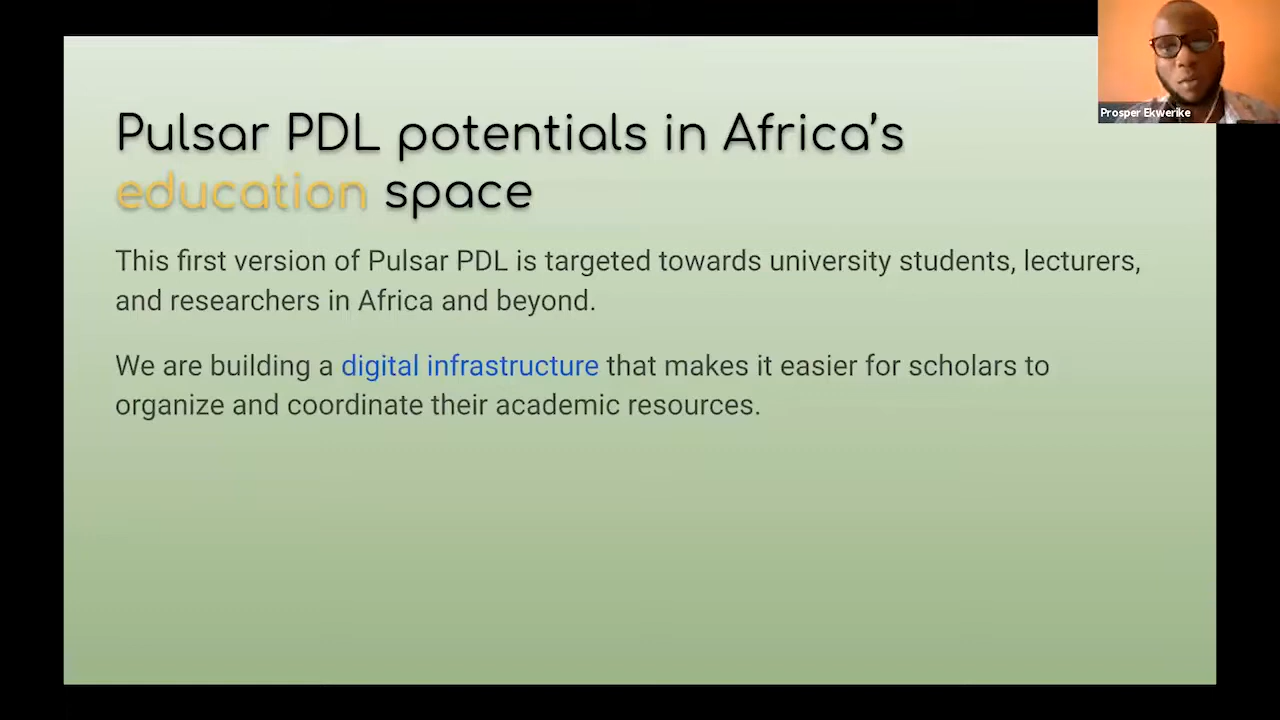 Pulsar PDL potentials in Africa’s
education space
This first version of Pulsar PDL is targeted towards university students, lecturers,
and researchers in Africa and beyond.
We are building a digital infrastructure that makes it easier for scholars to
organize and coordinate their academic resources.
Prosper Ekwerike